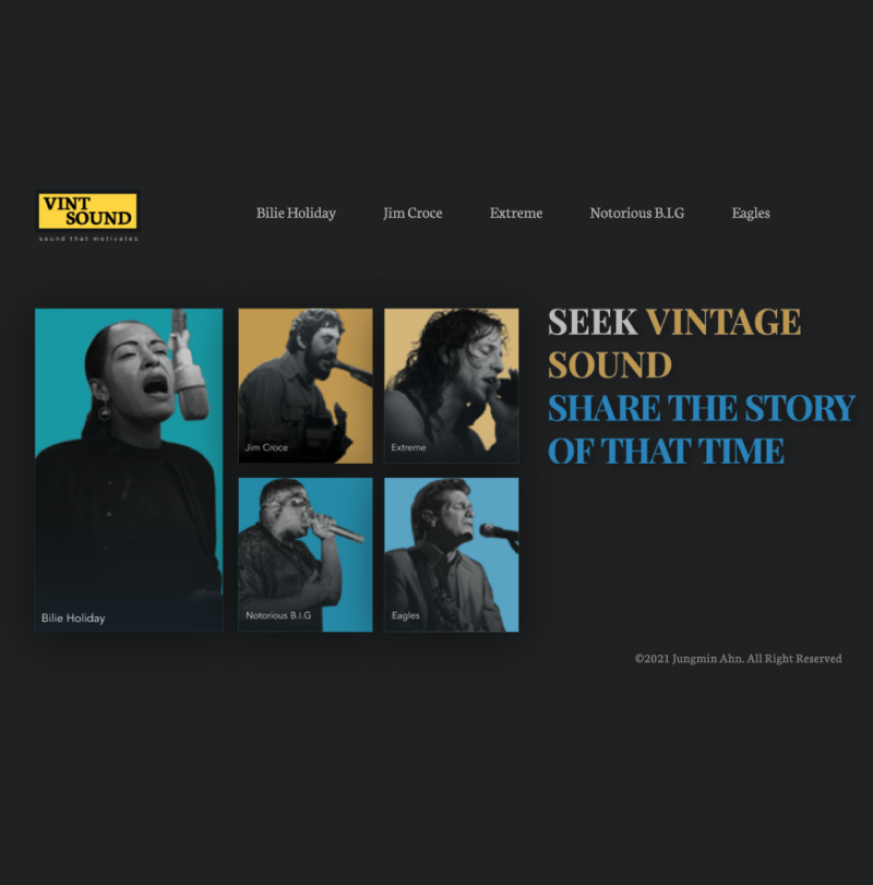 VINT
SOUND
sound that motivates
Bilie Holiday
Jim Croce
Extreme
Notorious B.I.G
Eagles
SEEK VINTAGE
SOUND
SHARE THE STORY
OF THAT TIME
Jim Croce
Extreme
Bilie Holiday
Notorious B.I.G
Eagles
©2021 Jungmin Ahn. All Right Reserved